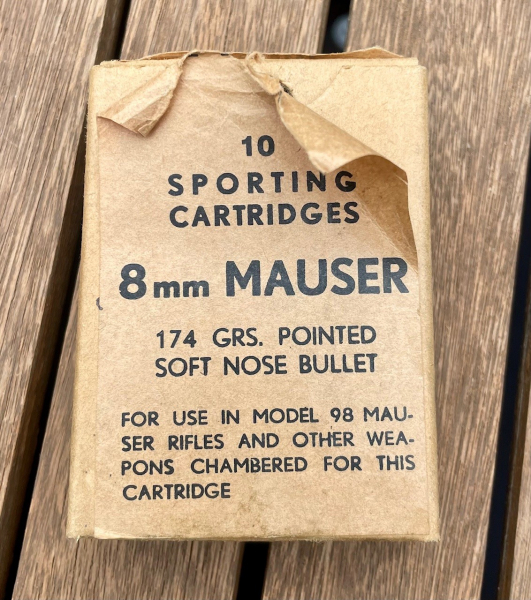 10
SPORTING
CARTRIDGES
8mm MAUSER
174 GRS. POINTED
SOFT NOSE BULLET
FOR USE IN MODEL 98 MAU-
SER RIFLES AND OTHER WEA-
PONS CHAMBERED FOR THIS
CARTRIDGE